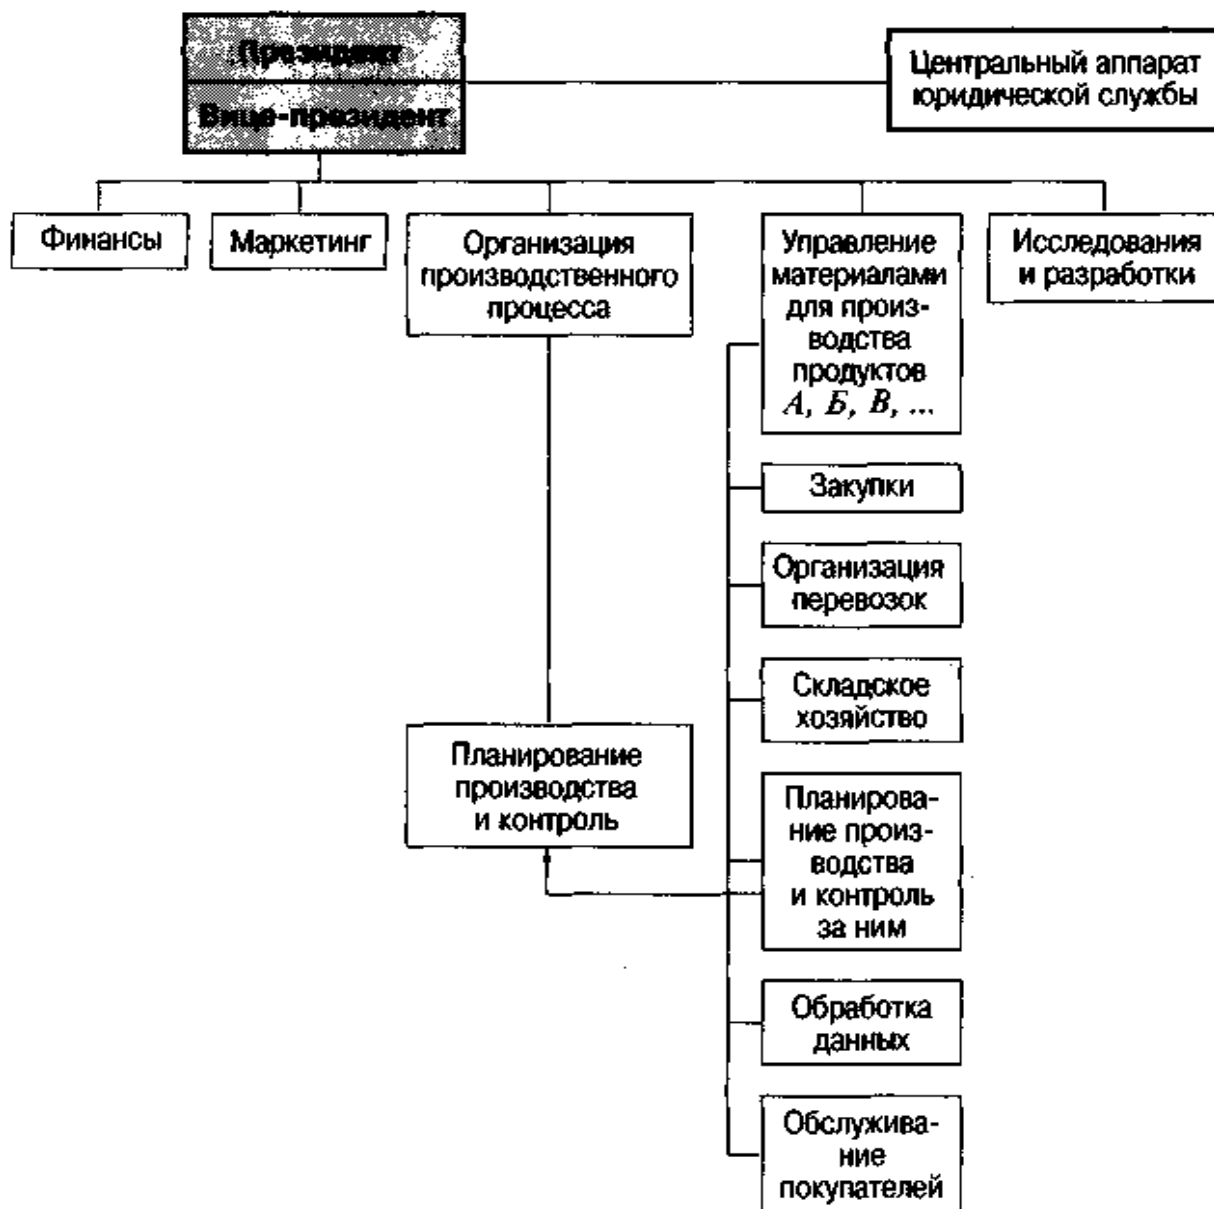 Президент
Вице-президент
Центральный аппарат
юридической службы
Финансы
Маркетинг
Организация
производственного
процесса
Управление
материалами
для произ-
водства
продуктов
А, Б, В, ...
Исследования
и разработки
Закупки
Организация
перевозок
Складское
хозяйство
Планирование
производства
и контроль
Планирова-
ние произ-
водства
и контроль
за ним
Обработка
данных
Обслужива-
ние
покупателей